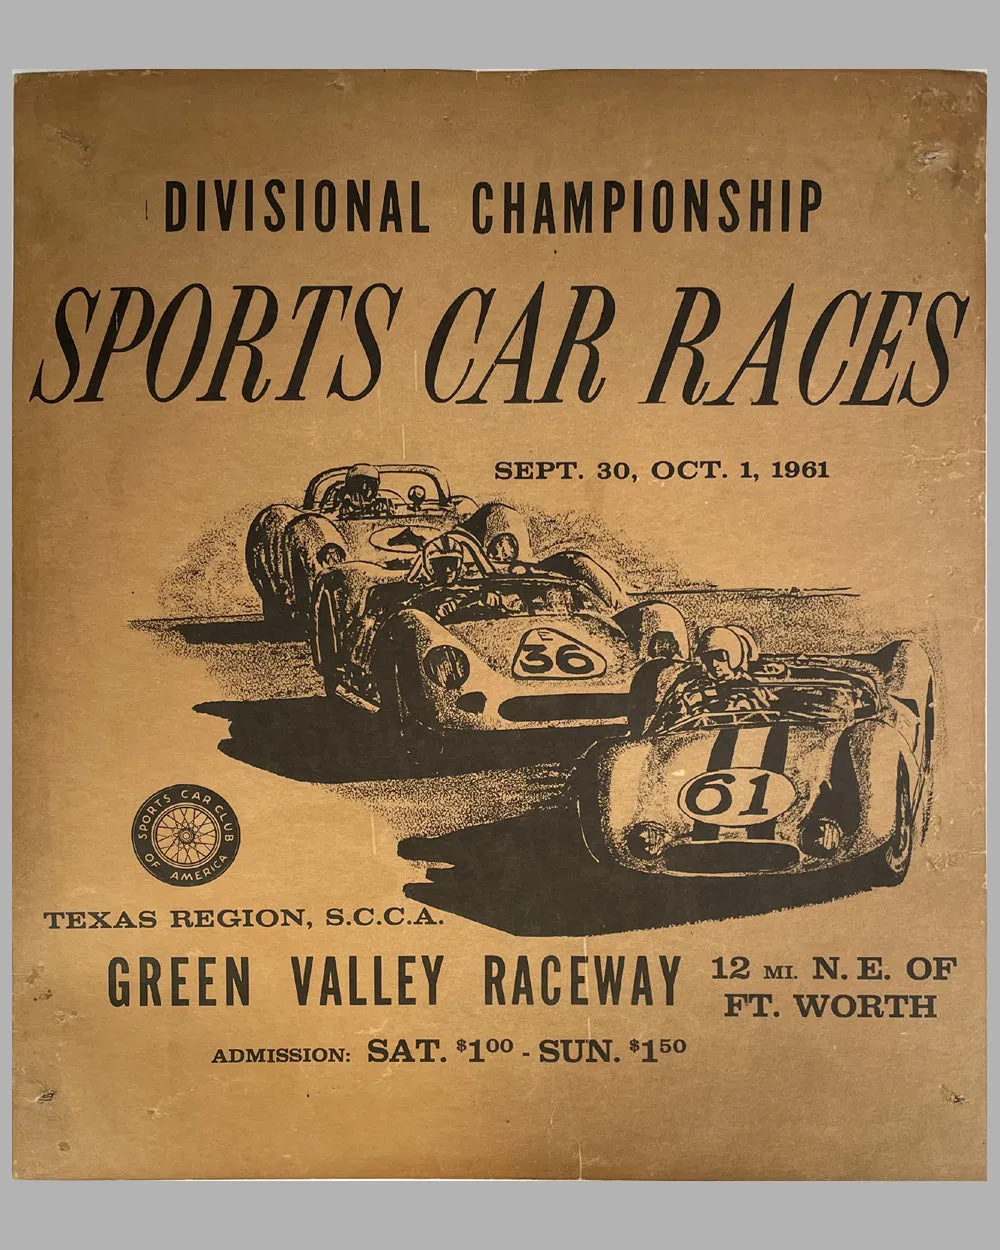 DIVISIONAL CHAMPIONSHIP
SPORTS CAR RACES
SEPT. 30, OCT. 1, 1961
E
36
61
SPORTS CAR CLUB
OF AMERICA
TEXAS REGION, S.C.C.A.
GREEN VALLEY RACEWAY
12 MI. N. E. OF
FT. WORTH
ADMISSION: SAT. $1.00 - SUN. $1.50